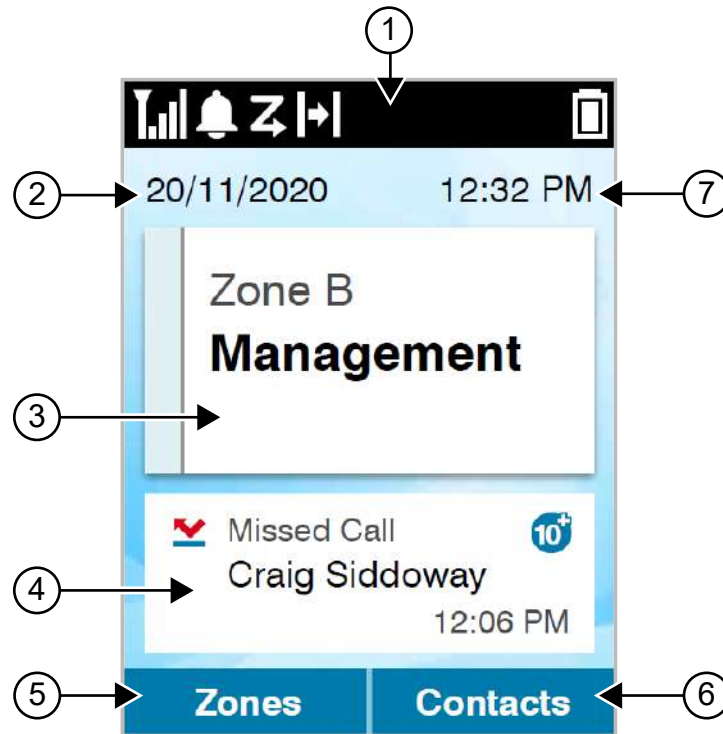 1
2
20/11/2020 12:32 PM
7
Zone B
Management
3
Missed Call 10+
Craig Siddoway
4
12:06 PM
5
Zones Contacts
6